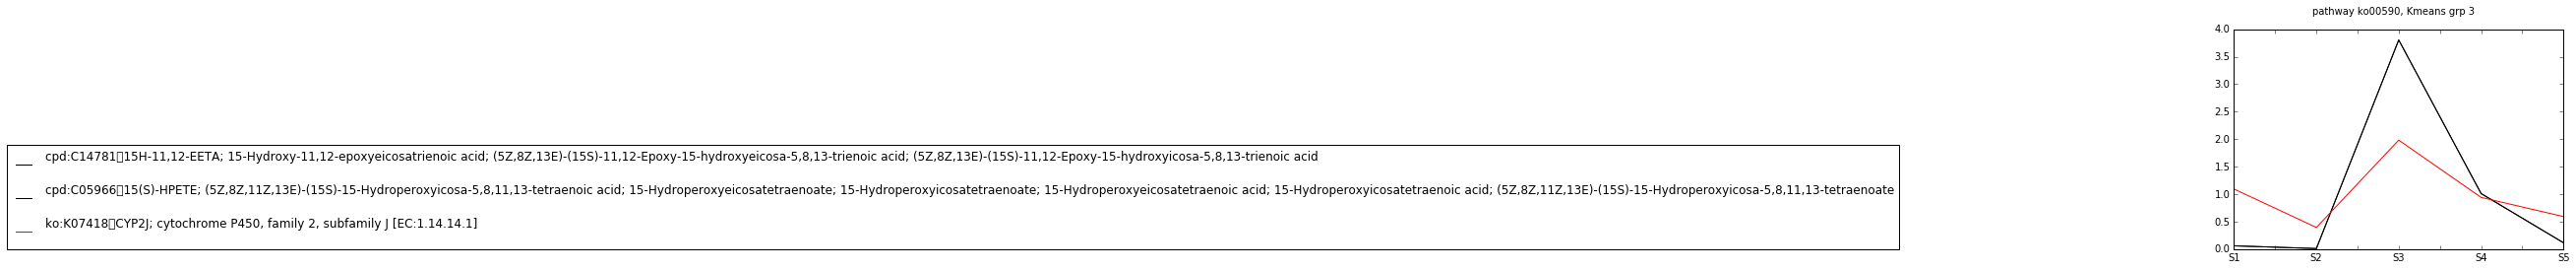 pathway ko00590, Kmeans grp 3
4.0
3.5
3.0
2.5
2.0
1.5
1.0
0.5
0.0
S1 S2 S3 S4 S5
cpd:C14781▯15H-11,12-EETA; 15-Hydroxy-11,12-epoxyeicosatrienoic acid; (5Z,8Z,13E)-(15S)-11,12-Epoxy-15-hydroxyeicosa-5,8,13-trienoic acid; (5Z,8Z,13E)-(15S)-11,12-Epoxy-15-hydroxyicosa-5,8,13-trienoic acid
cpd:C05966▯15(S)-HPETE; (5Z,8Z,11Z,13E)-(15S)-15-Hydroperoxyicosa-5,8,11,13-tetraenoic acid; 15-Hydroperoxyeicosatetraenoate; 15-Hydroperoxyicosatetraenoate; 15-Hydroperoxyeicosatetraenoic acid; 15-Hydroperoxyicosatetraenoic acid; (5Z,8Z,11Z,13E)-(15S)-15-Hydroperoxyicosa-5,8,11,13-tetraenoate
ko:K07418▯CYP2J; cytochrome P450, family 2, subfamily J [EC:1.14.14.1]